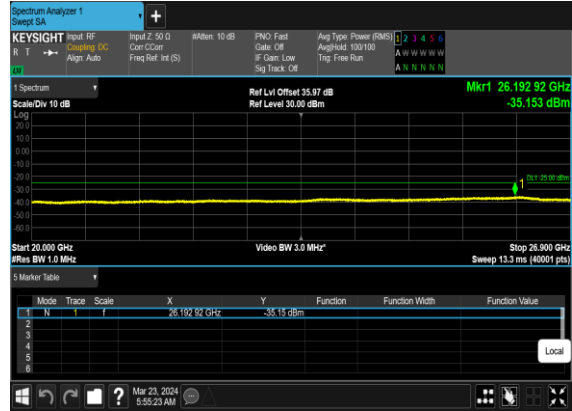 Spectrum Analyzer 1
Swept SA
+
KEYSIGHT Input: RF Input Z: 50 Ω #Atten: 10 dB PNO: Fast Avg Type: Power (RMS) 1 2 3 4 5 6
R T Coupling: DC Corr CCorr Gate: Off Avg|Hold: 100/100 A W W W W W
Align: Auto Freq Ref: Int (S) IF Gain: Low Trig: Free Run
Sig Track: Off A N N N N N
1 Spectrum Ref Lvl Offset 35.97 dB Mkr1 26.192 92 GHz
Scale/Div 10 dB Ref Level 30.00 dBm -35.153 dBm
Log
20.0
10.0
0.00
-10.0
-20.0
DL1 -25.00 dBm
1
-30.0
-40.0
-50.0
-60.0
Start 20.000 GHz Video BW 3.0 MHz* Stop 26.900 GHz
#Res BW 1.0 MHz Sweep 13.3 ms (40001 pts)
5 Marker Table
Mode Trace Scale X Y Function Function Width Function Value
1 N 1 f 26.192 92 GHz -35.15 dBm
2
3
4
5
6
Local
? Mar 23, 2024
5:55:23 AM